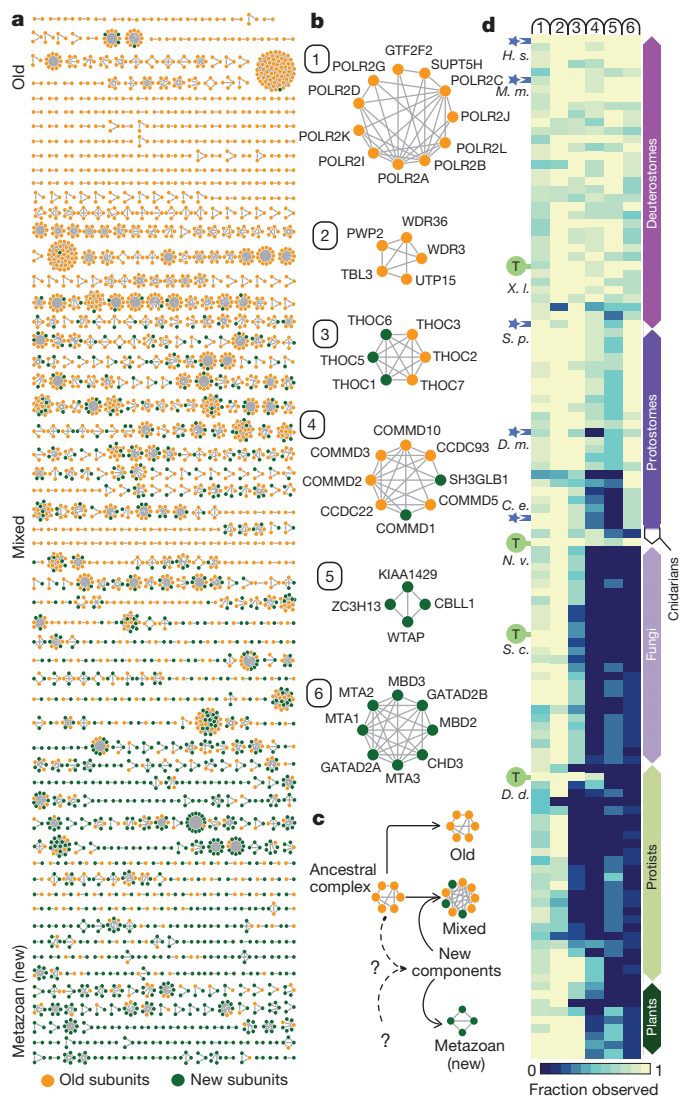 a
Old
Mixed
Metazoan (new)
Old subunits
New subunits
b
1
GTF2F2
POLR2G
SUPT5H
POLR2D
POLR2C
POLR2J
POLR2K
POLR2L
POLR2I
POLR2B
POLR2A
2
WDR36
PWP2
WDR3
TBL3
UTP15
3
THOC6
THOC3
THOC5
THOC2
THOC1
THOC7
4
COMMD10
COMMD3
CCDC93
COMMD2
SH3GLB1
CCDC22
COMMD5
COMMD1
5
KIAA1429
ZC3H13
CBLL1
WTAP
6
MBD3
MTA2
GATAD2B
MTA1
MBD2
GATAD2A
CHD3
MTA3
c
Old
Ancestral complex
Mixed
New components
?
?
Metazoan (new)
d
1 2 3 4 5 6
H. s.
M. m.
T
X. l.
S. p.
D. m.
C. e.
T
N. v.
T
S. c.
T
D. d.
Deuterostomes
Protostomes
Cnidarians
Fungi
Protists
Plants
0 1
Fraction observed